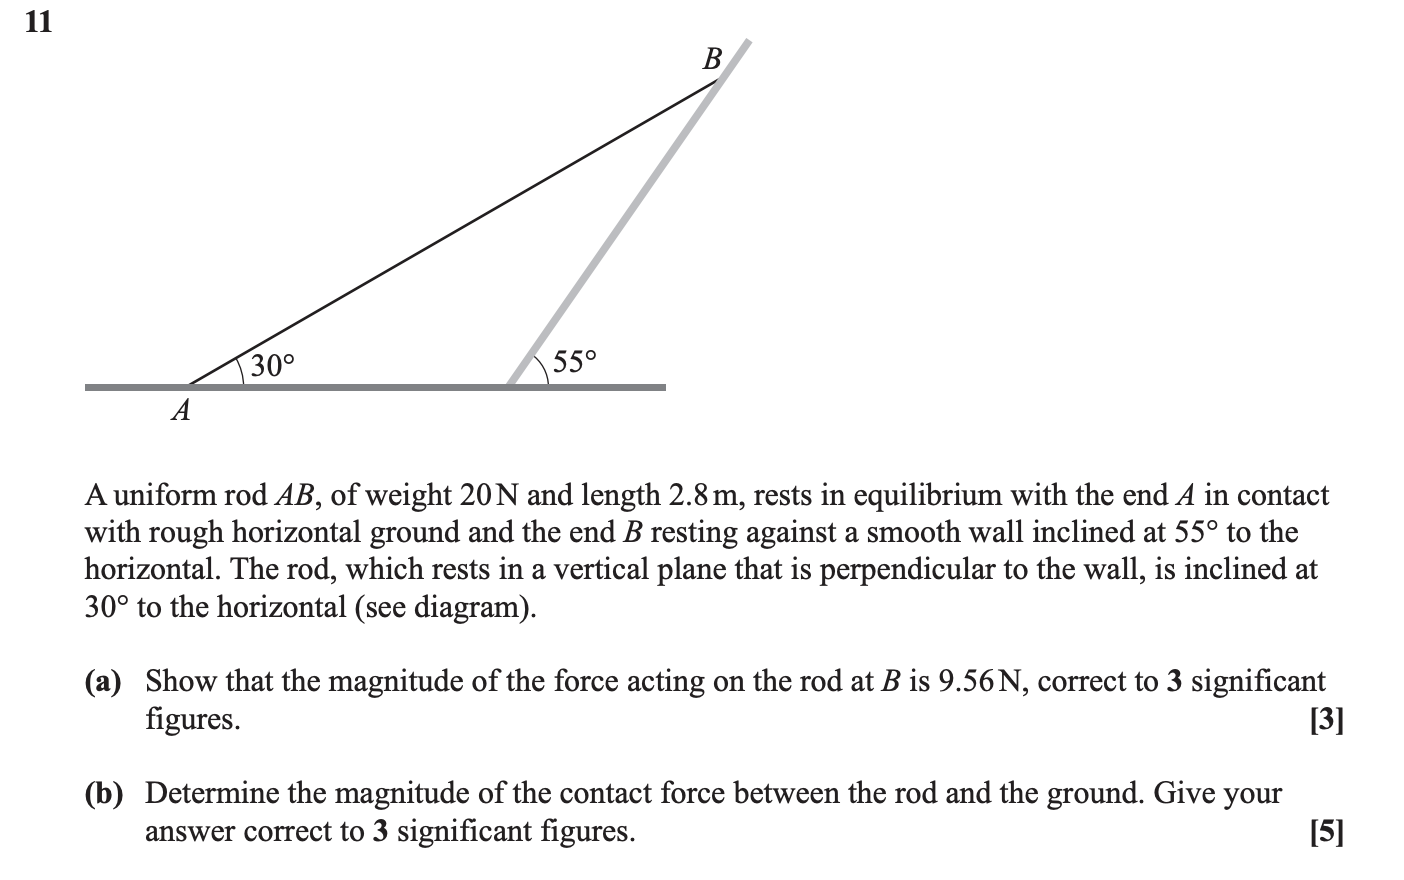 11
B
30°
55°
A
A uniform rod AB, of weight 20 N and length 2.8 m, rests in equilibrium with the end A in contact
with rough horizontal ground and the end B resting against a smooth wall inclined at 55° to the
horizontal. The rod, which rests in a vertical plane that is perpendicular to the wall, is inclined at
30° to the horizontal (see diagram).
(a) Show that the magnitude of the force acting on the rod at B is 9.56 N, correct to 3 significant
figures. [3]
(b) Determine the magnitude of the contact force between the rod and the ground. Give your
answer correct to 3 significant figures. [5]